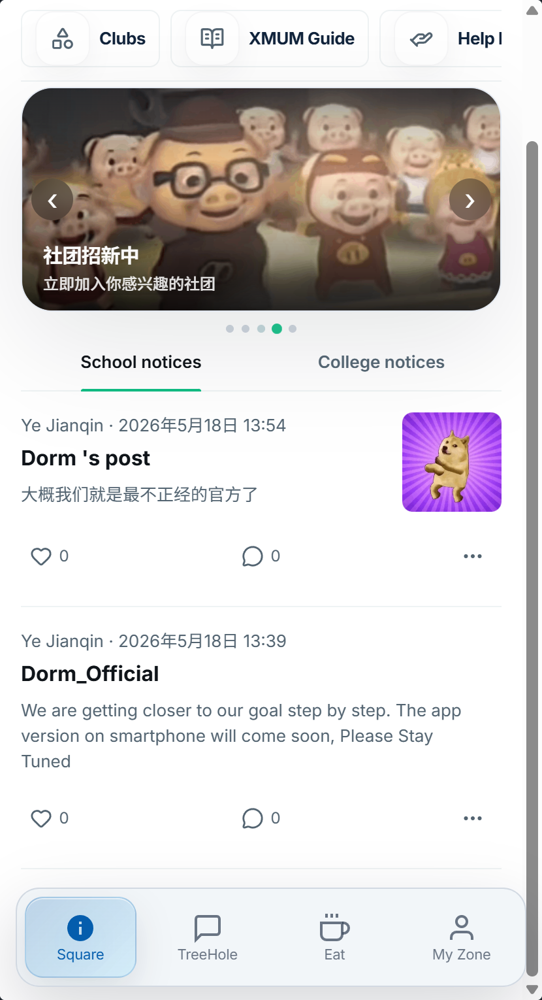 Clubs
XMUM Guide
Help
社团招新中
立即加入你感兴趣的社团
School notices
College notices
Ye Jianqin · 2026年5月18日 13:54
Dorm 's post
大概我们就是最不正经的官方了
0
0
Ye Jianqin · 2026年5月18日 13:39
Dorm_Official
We are getting closer to our goal step by step. The app
version on smartphone will come soon, Please Stay
Tuned
0
0
Square
TreeHole
Eat
My Zone